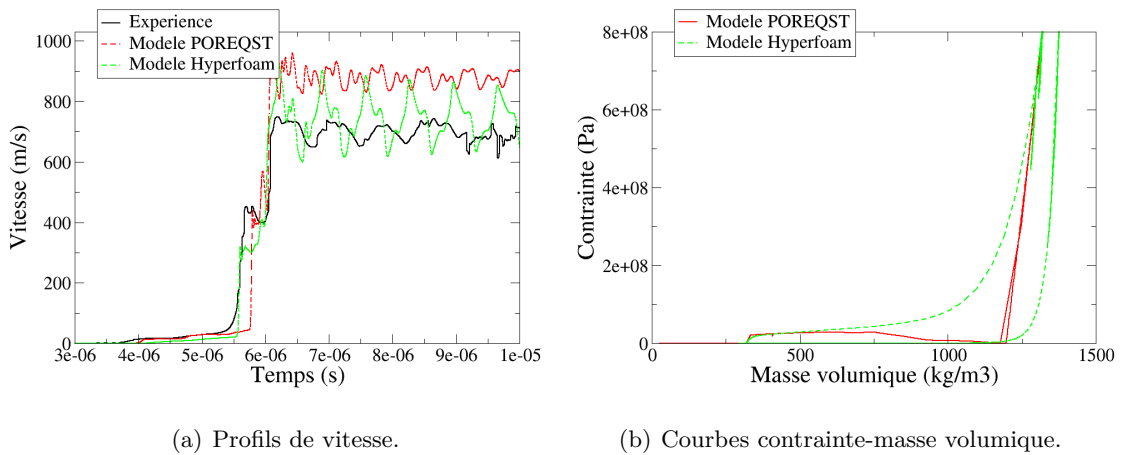 Experience
Modele POREQST
Modele Hyperfoam
1000
800
600
400
200
0
Vitesse (m/s)
3e-06 4e-06 5e-06 6e-06 7e-06 8e-06 9e-06 1e-05
Temps (s)
(a) Profils de vitesse.
Modele POREQST
Modele Hyperfoam
8e+08
6e+08
4e+08
2e+08
0
Contrainte (Pa)
0 500 1000 1500
Masse volumique (kg/m3)
(b) Courbes contrainte-masse volumique.